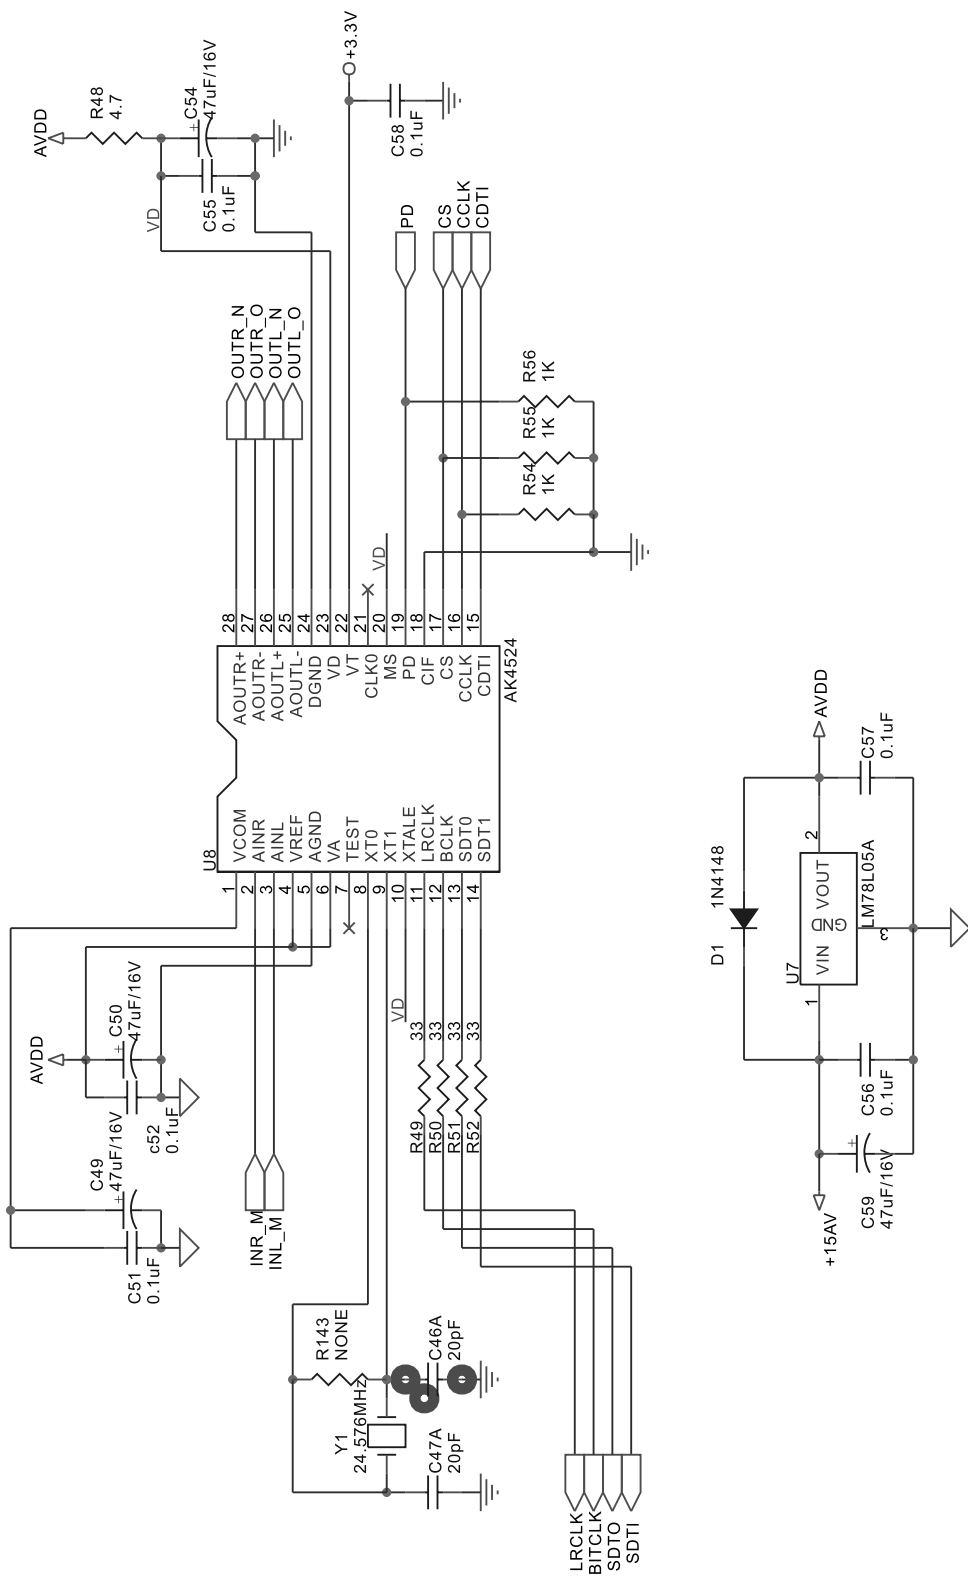 AVDD
R48
4.7
C54
47uF/16V
+
VD
C55
0.1uF
+3.3V
C58
0.1uF
PD
CS
CCLK
CDTI
OUTR_N
OUTR_O
OUTL_N
OUTL_O
R56
1K
R55
1K
R54
1K
VD
28
27
26
25
24
23
22
21
20
19
18
17
16
15
AOUTR+
AOUTR-
AOUTL+
AOUTL-
DGND
VD
VT
CLK0
MS
PD
CIF
CS
CCLK
CDTI
AK4524
U8
VCOM
AINR
AINL
VREF
AGND
VA
TEST
XT0
XT1
XTALE
LRCLK
BCLK
SDT0
SDT1
1
2
3
4
5
6
7
8
9
10
11
12
13
14
AVDD
C50
47uF/16V
+
c52
0.1uF
C49
47uF/16V
+
C51
0.1uF
INR_M
INL_M
VD
33
33
33
33
R49
R50
R51
R52
R143
NONE
Y1
24.576MHz
C46A
20pF
C47A
20pF
LRCLK
BITCLK
SDTO
SDTI
AVDD
C57
0.1uF
1N4148
D1
2
LM78L05A
VOUT
GND
VIN
U7
3
1
C56
0.1uF
+
C59
47uF/16V
+15AV